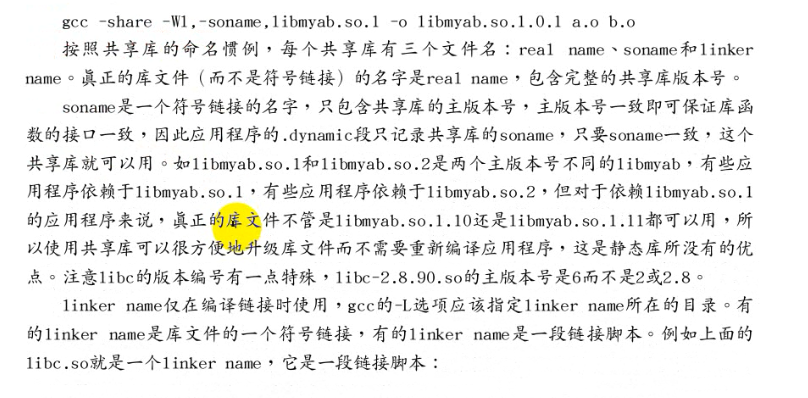 gcc -share -Wl,-soname,libmyab.so.1 -o libmyab.so.1.0.1 a.o b.o
按照共享库的命名惯例，每个共享库有三个文件名：real name、soname和linker
name。真正的库文件（而不是符号链接）的名字是real name，包含完整的共享库版本号。
soname是一个符号链接的名字，只包含共享库的主版本号，主版本号一致即可保证库函
数的接口一致，因此应用程序的.dynamic段只记录共享库的soname，只要soname一致，这个
共享库就可以用。如libmyab.so.1和libmyab.so.2是两个主版本号不同的libmyab，有些应
用程序依赖于libmyab.so.1，有些应用程序依赖于libmyab.so.2，但对于依赖libmyab.so.1
的应用程序来说，真正的库文件不管是libmyab.so.1.10还是libmyab.so.1.11都可以用，所
以使用共享库可以很方便地升级库文件而不需要重新编译应用程序，这是静态库所没有的优
点。注意libc的版本编号有一点特殊，libc-2.8.90.so的主版本号是6而不是2或2.8。
linker name仅在编译链接时使用，gcc的-L选项应该指定linker name所在的目录。有
的linker name是库文件的一个符号链接，有的linker name是一段链接脚本。例如上面的
libc.so就是一个linker name，它是一段链接脚本：